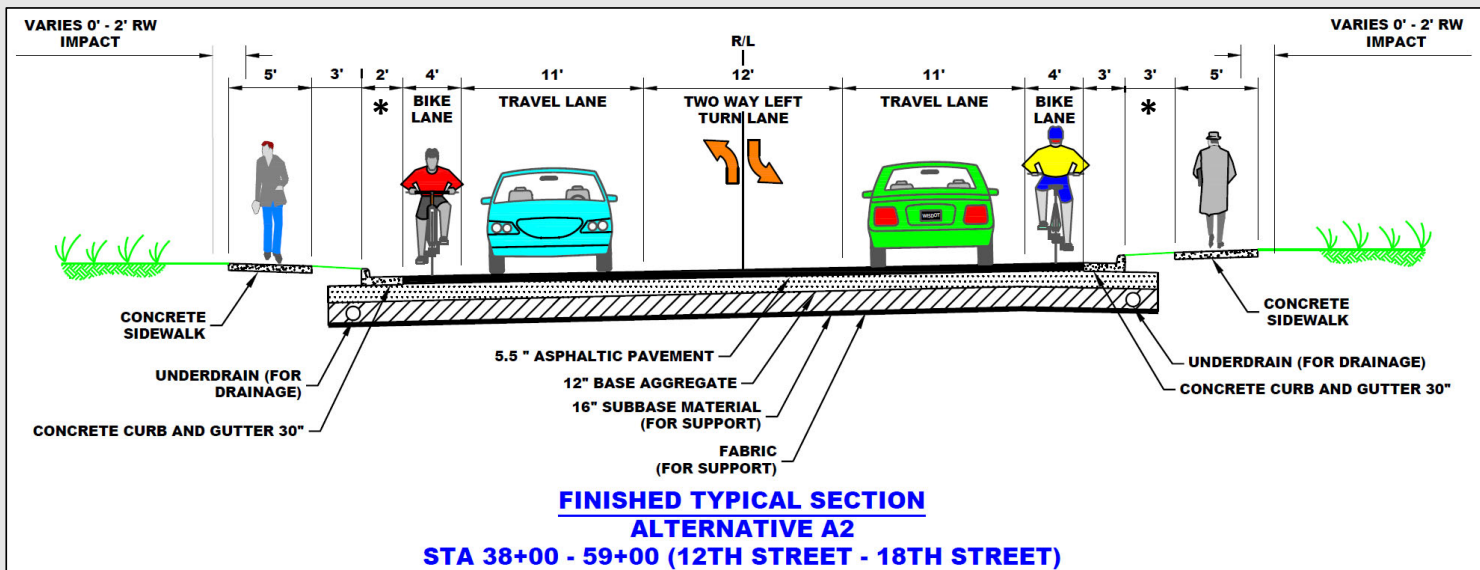 VARIES 0' - 2' RW
IMPACT
VARIES 0' - 2' RW
IMPACT
R/L
5' 3' 2' 4' 11' 12' 11' 4' 3' 3' 5'
* BIKE
LANE
TRAVEL LANE
TWO WAY LEFT
TURN LANE
TRAVEL LANE
BIKE
LANE
*
WISDOT
CONCRETE
SIDEWALK
CONCRETE
SIDEWALK
5.5 " ASPHALTIC PAVEMENT
UNDERDRAIN (FOR
DRAINAGE)
UNDERDRAIN (FOR DRAINAGE)
12" BASE AGGREGATE
CONCRETE CURB AND GUTTER 30"
16" SUBBASE MATERIAL
(FOR SUPPORT)
CONCRETE CURB AND GUTTER 30"
FABRIC
(FOR SUPPORT)
FINISHED TYPICAL SECTION
ALTERNATIVE A2
STA 38+00 - 59+00 (12TH STREET - 18TH STREET)